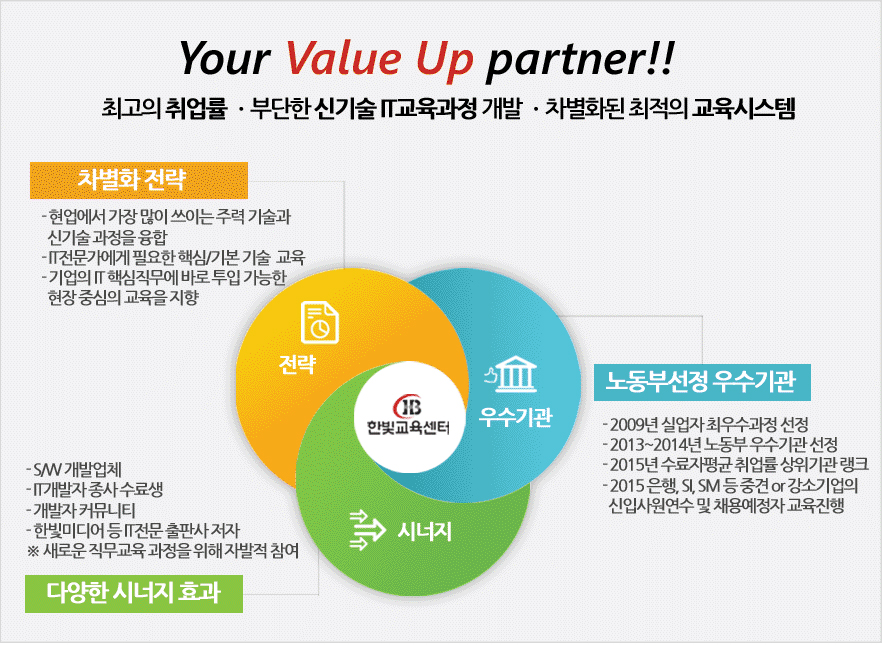 Your Value Up partner!!
최고의 취업률 · 부단한 신기술 IT교육과정 개발 · 차별화된 최적의 교육시스템
차별화 전략
- 현업에서 가장 많이 쓰이는 주력 기술과
신기술 과정을 융합
- IT전문가에게 필요한 핵심/기본 기술 교육
- 기업의 IT 핵심직무에 바로 투입 가능한
현장 중심의 교육을 지향
전략
우수기관
한빛교육센터
시너지
노동부선정 우수기관
- 2009년 실업자 최우수과정 선정
- 2013~2014년 노동부 우수기관 선정
- 2015년 수료자평균 취업률 상위기관 랭크
- 2015 은행, SI, SM 등 중견 or 강소기업의
신입사원연수 및 채용예정자 교육진행
- S/W 개발업체
- IT개발자 종사 수료생
- 개발자 커뮤니티
- 한빛미디어 등 IT전문 출판사 저자
※ 새로운 직무교육 과정을 위해 자발적 참여
다양한 시너지 효과